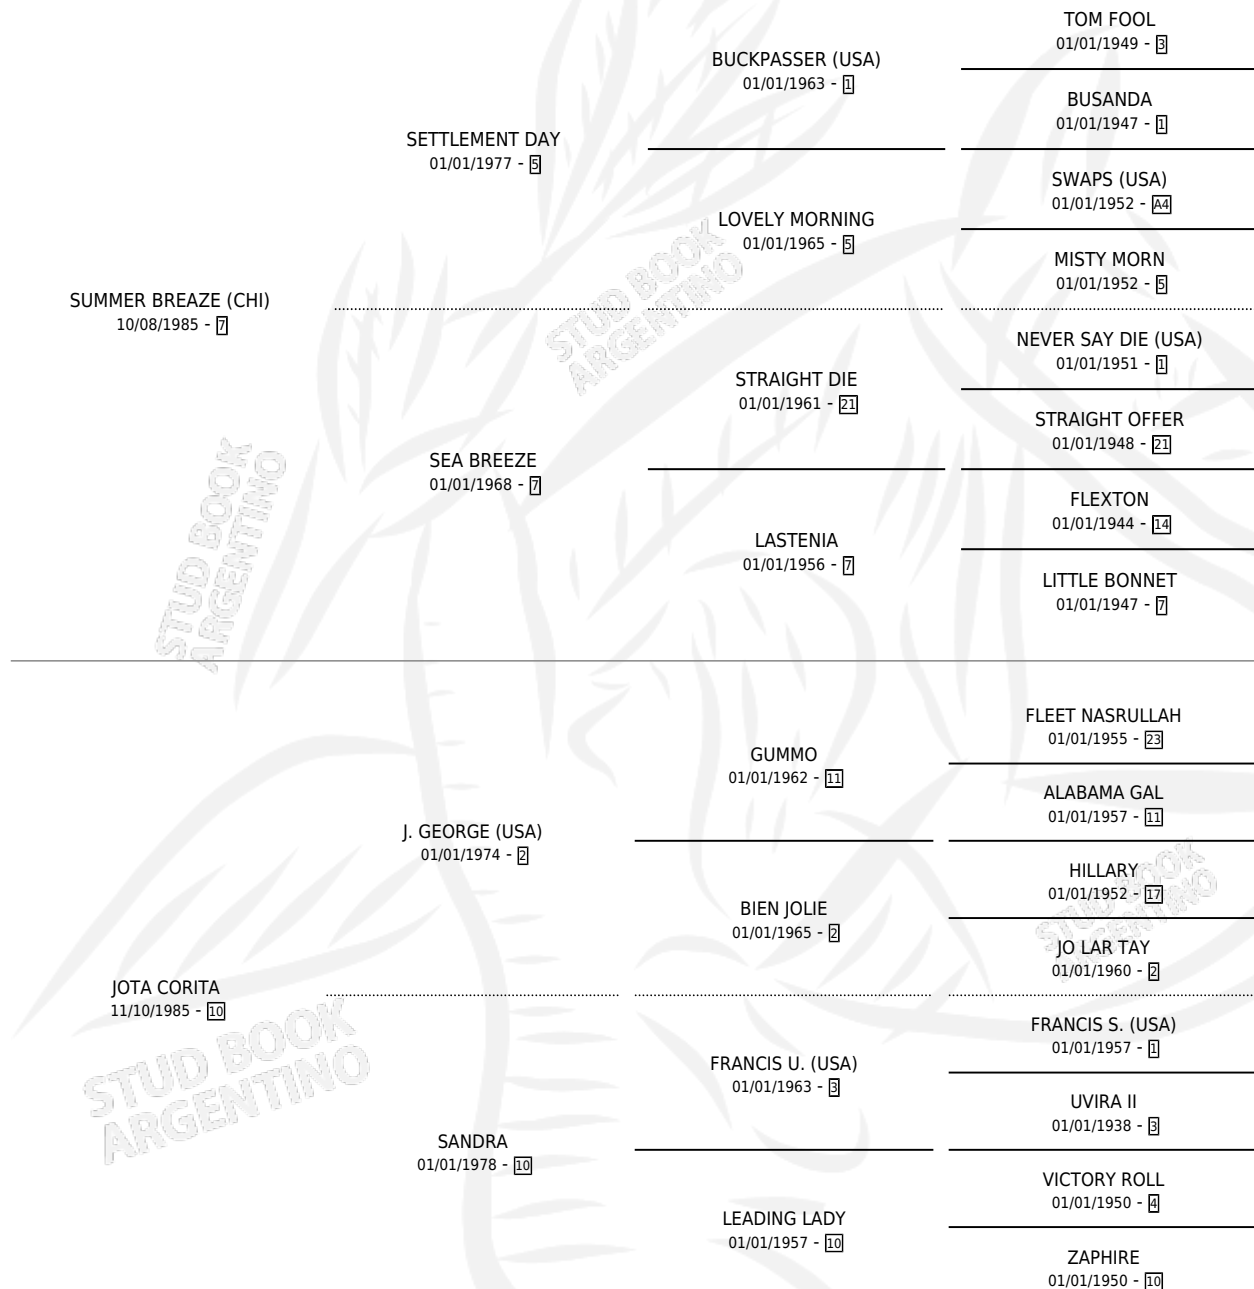 TOM FOOL
01/01/1949 - 3
BUCKPASSER (USA)
01/01/1963 - 1
BUSANDA
01/01/1947 - 1
SETTLEMENT DAY
01/01/1977 - 5
SWAPS (USA)
01/01/1952 - A4
LOVELY MORNING
01/01/1965 - 5
MISTY MORN
01/01/1952 - 5
SUMMER BREAZE (CHI)
10/08/1985 - 7
NEVER SAY DIE (USA)
01/01/1951 - 1
STRAIGHT DIE
01/01/1961 - 21
STRAIGHT OFFER
01/01/1948 - 21
SEA BREEZE
01/01/1968 - 7
FLEXTON
01/01/1944 - 14
LASTENIA
01/01/1956 - 7
LITTLE BONNET
01/01/1947 - 7
FLEET NASRULLAH
01/01/1955 - 23
GUMMO
01/01/1962 - 11
ALABAMA GAL
01/01/1957 - 11
J. GEORGE (USA)
01/01/1974 - 2
HILLARY
01/01/1952 - 17
BIEN JOLIE
01/01/1965 - 2
JO LAR TAY
01/01/1960 - 2
JOTA CORITA
11/10/1985 - 10
FRANCIS S. (USA)
01/01/1957 - 1
FRANCIS U. (USA)
01/01/1963 - 3
UVIRA II
01/01/1938 - 3
SANDRA
01/01/1978 - 10
VICTORY ROLL
01/01/1950 - 4
LEADING LADY
01/01/1957 - 10
ZAPHIRE
01/01/1950 - 10
STUD BOOK
ARGENTINO
STUD BOOK
ARGENTINO
STUD BOOK
ARGENTINO
STUD BOOK
ARGENTINO